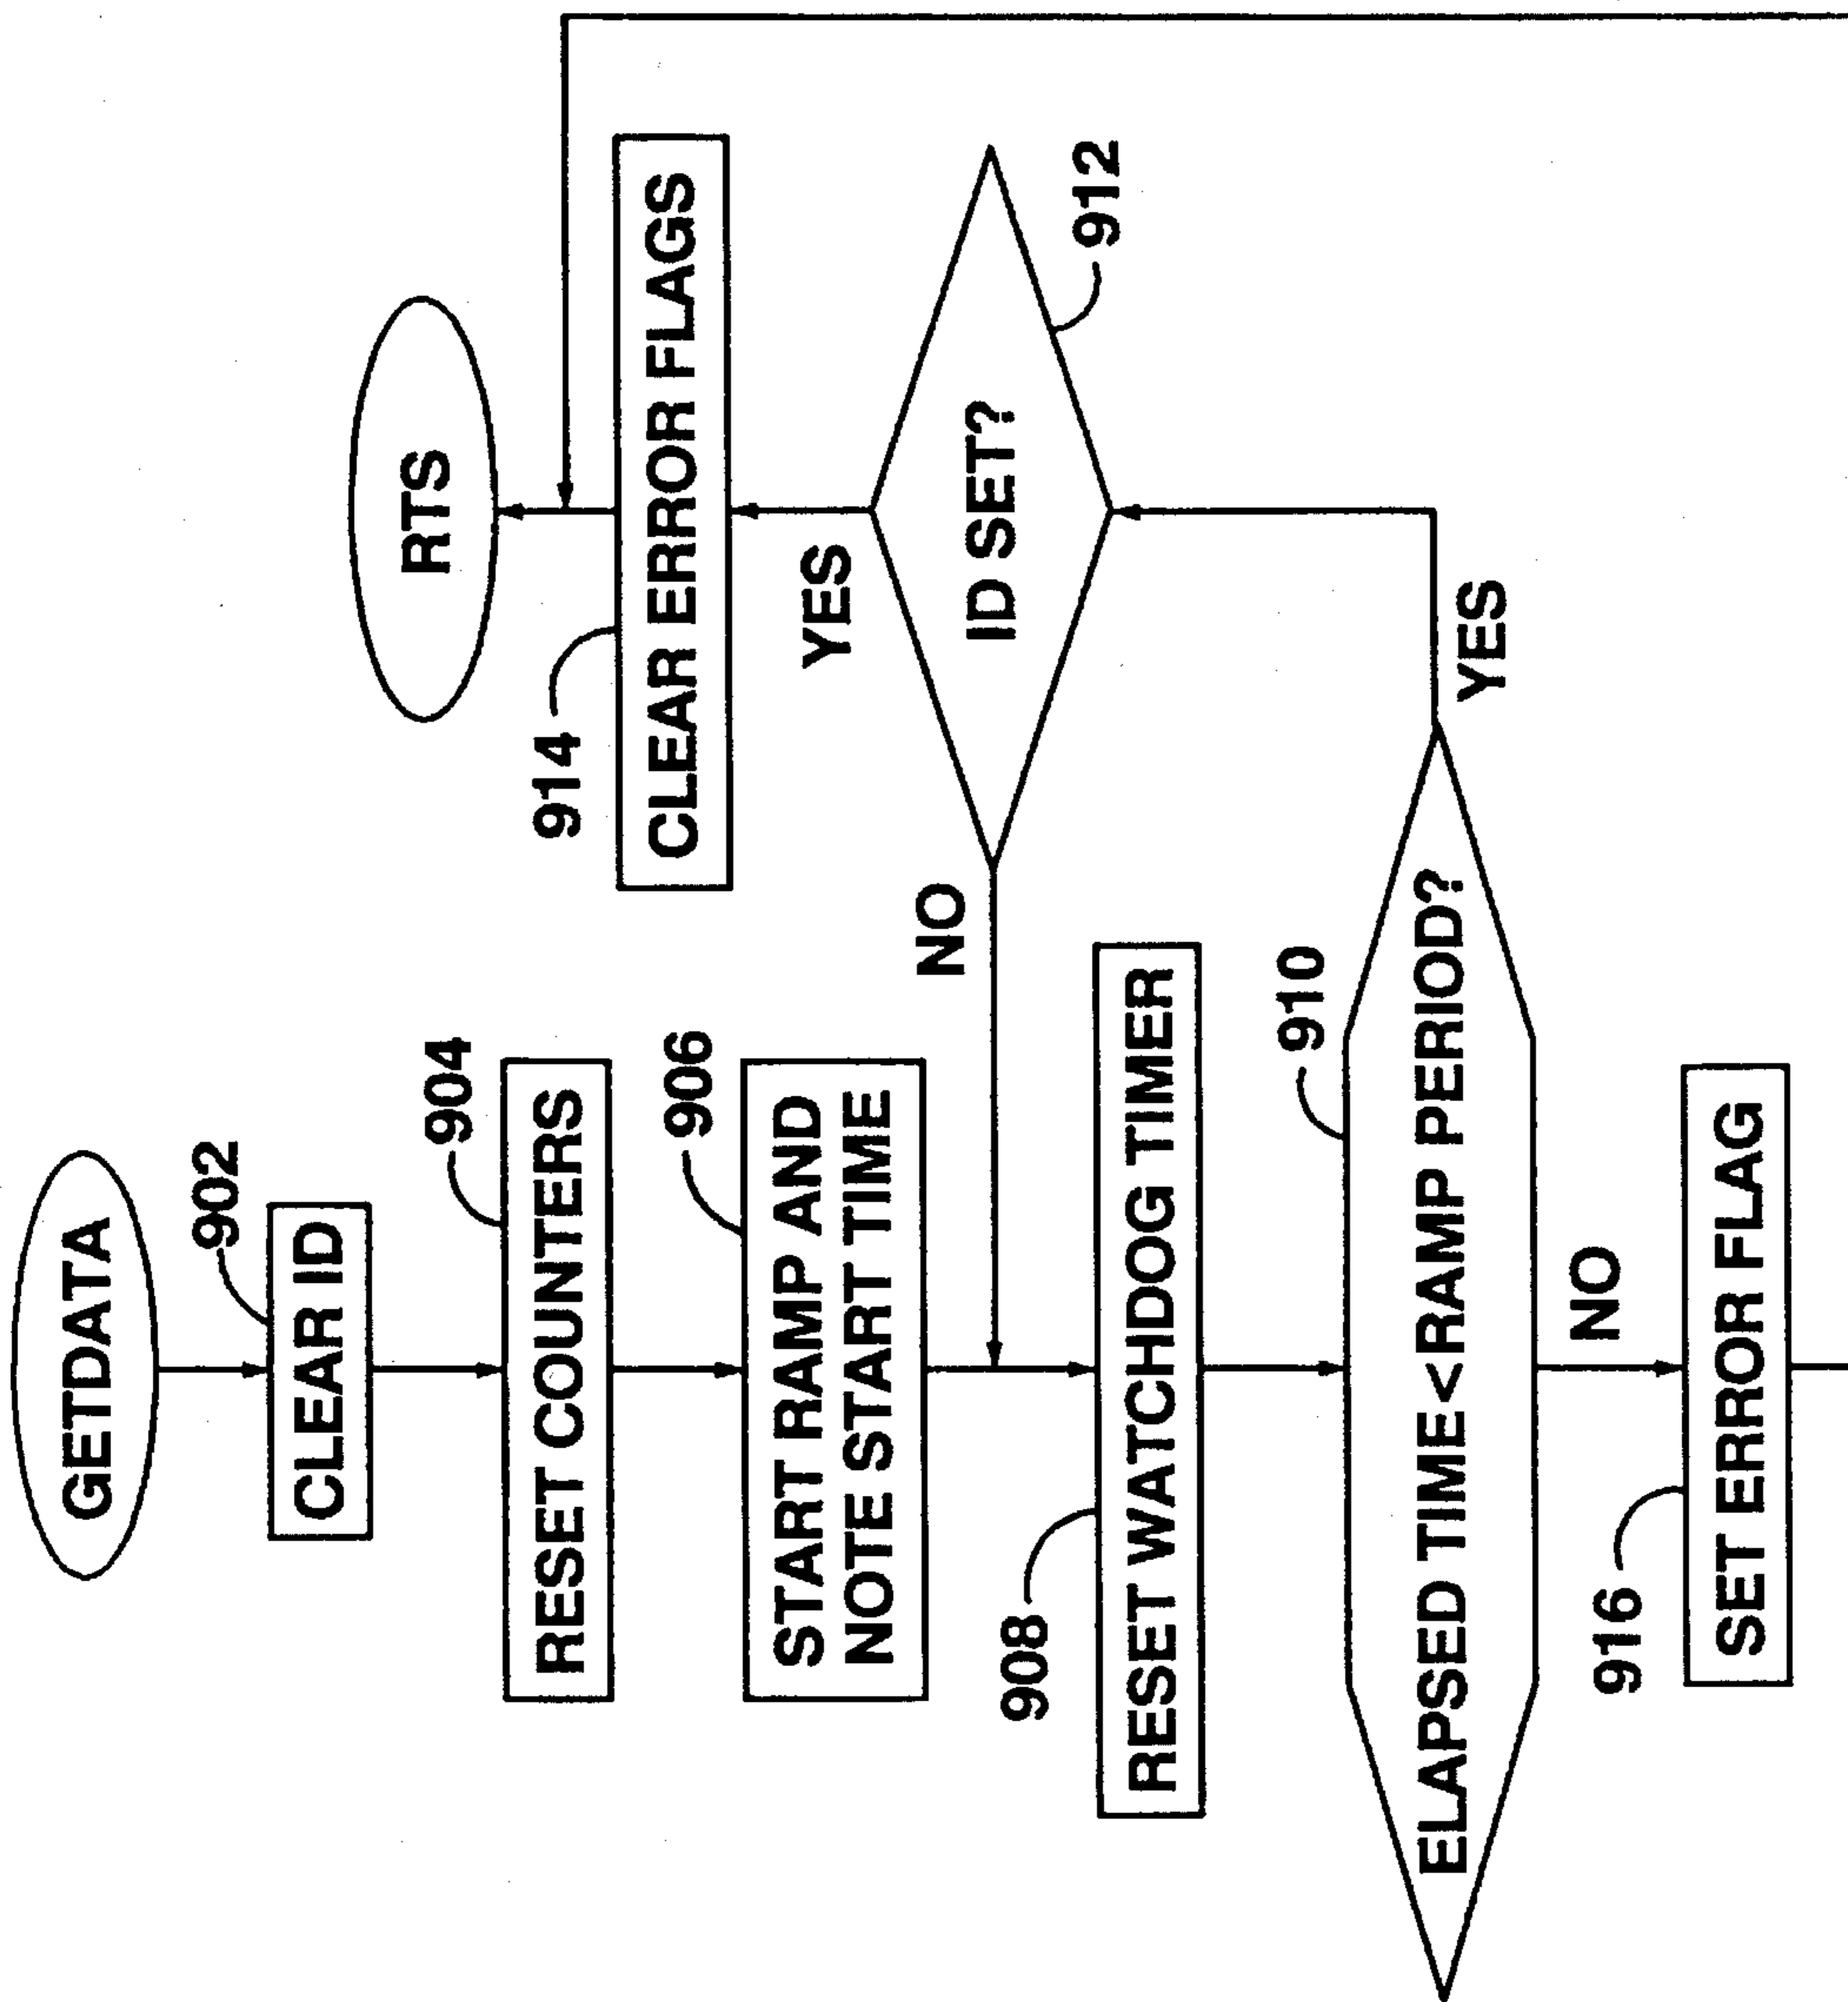 GETDATA
902
CLEAR ID
904
RESET COUNTERS
906
START RAMP AND
NOTE START TIME
908
RESET WATCHDOG TIMER
910
ELAPSED TIME<RAMP PERIOD?
YES
NO
916
SET ERROR FLAG
RTS
914
CLEAR ERROR FLAGS
YES
912
ID SET?
NO